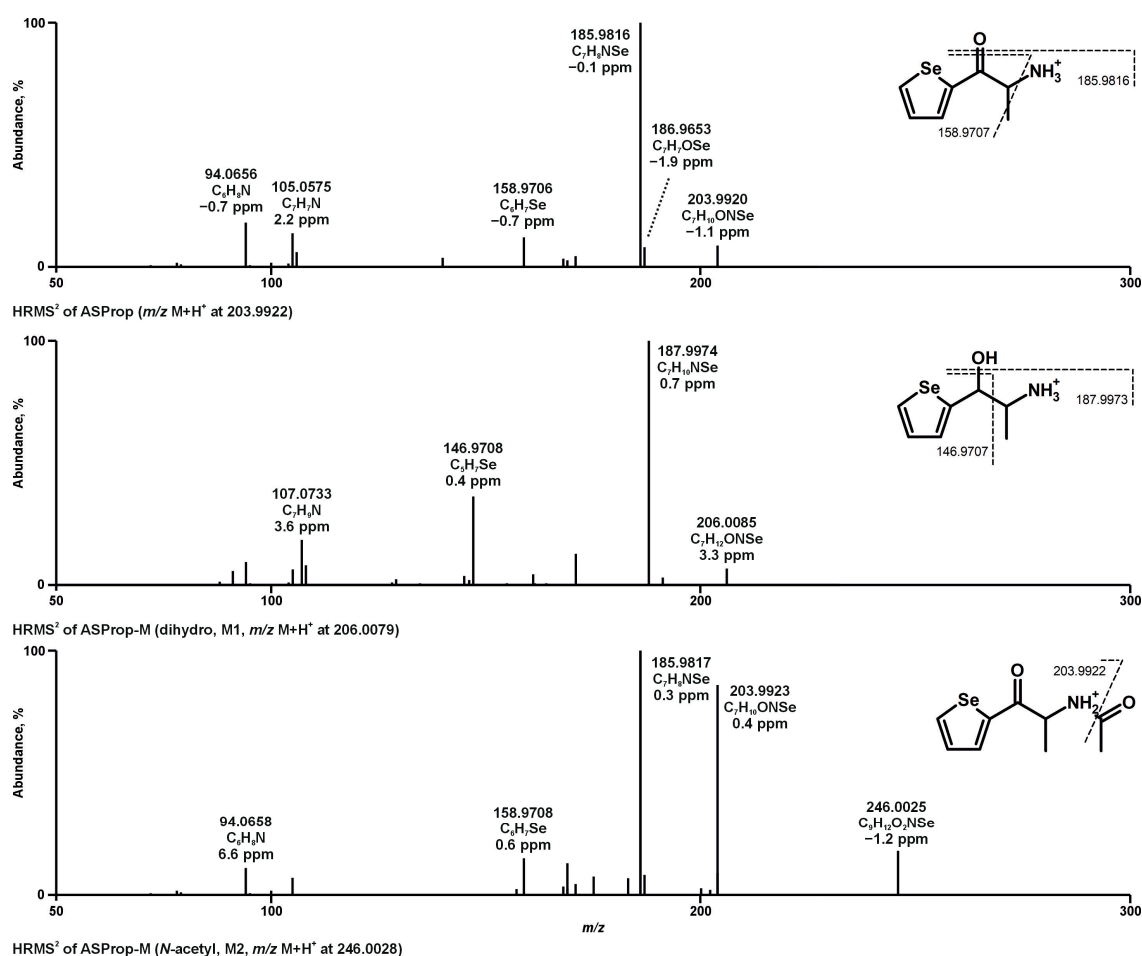 100
Abundance, %
0
50
100
200
300
94.0656
C₆H₈N
−0.7 ppm
105.0575
C₇H₇N
2.2 ppm
158.9706
C₆H₇Se
−0.7 ppm
185.9816
C₇H₈NSe
−0.1 ppm
186.9653
C₇H₇OSe
−1.9 ppm
203.9920
C₇H₁₀ONSe
−1.1 ppm
O
Se
NH₃⁺
185.9816
158.9707
HRMS² of ASProp (m/z M+H⁺ at 203.9922)
100
Abundance, %
0
50
100
200
300
107.0733
C₇H₉N
3.6 ppm
146.9708
C₅H₇Se
0.4 ppm
187.9974
C₇H₁₀NSe
0.7 ppm
206.0085
C₇H₁₂ONSe
3.3 ppm
OH
Se
NH₃⁺
187.9973
146.9707
HRMS² of ASProp-M (dihydro, M1, m/z M+H⁺ at 206.0079)
100
Abundance, %
0
50
100
200
300
94.0658
C₆H₈N
6.6 ppm
158.9708
C₆H₇Se
0.6 ppm
185.9817
C₇H₈NSe
0.3 ppm
203.9923
C₇H₁₀ONSe
0.4 ppm
246.0025
C₉H₁₂O₂NSe
−1.2 ppm
203.9922
O
Se
NH₂⁺
O
m/z
HRMS² of ASProp-M (N-acetyl, M2, m/z M+H⁺ at 246.0028)